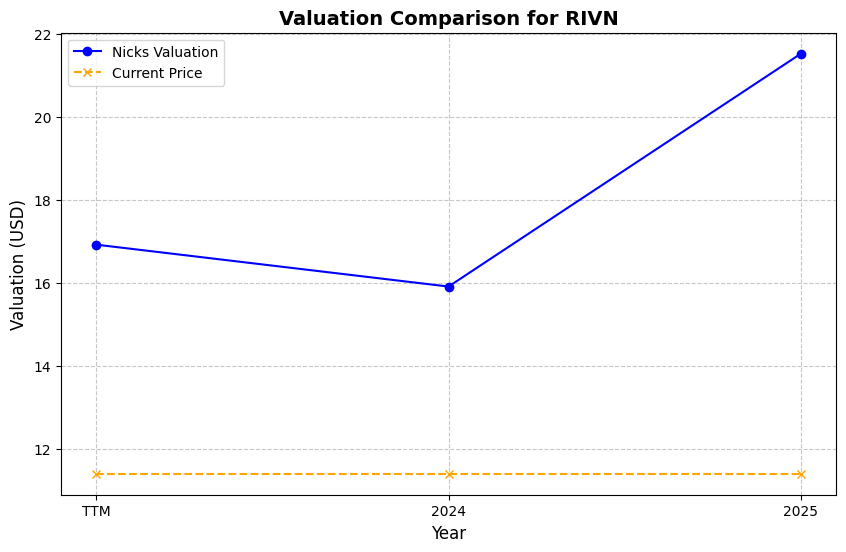 Valuation Comparison for RIVN
Nicks Valuation
Current Price
Valuation (USD)
22
20
18
16
14
12
TTM
2024
2025
Year